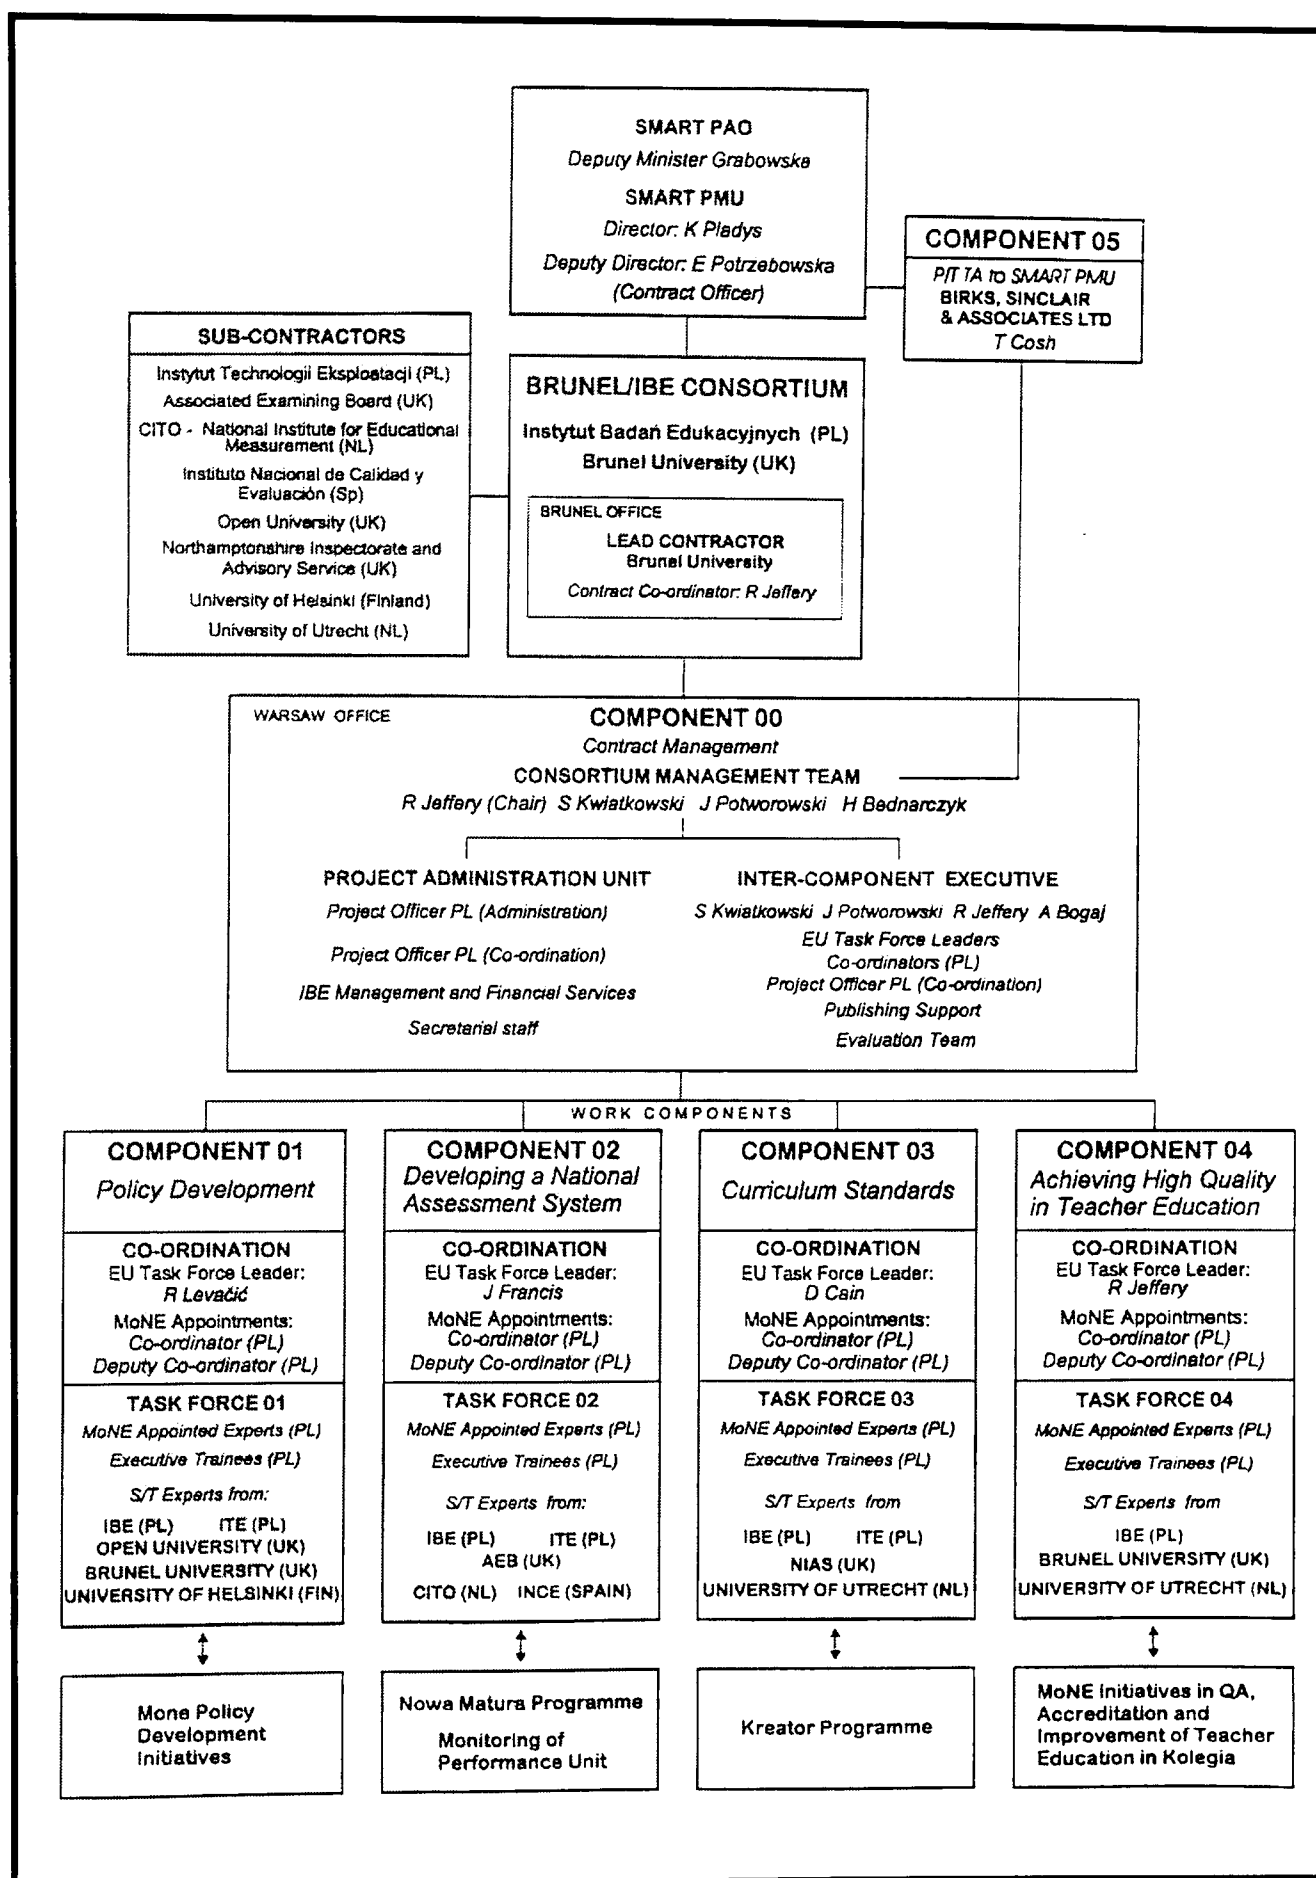 SMART PAO
Deputy Minister Grabowska
SMART PMU
Director: K Pladys
Deputy Director: E Potrzebowska
(Contract Officer)
COMPONENT 05
P/T TA to SMART PMU
BIRKS, SINCLAIR
& ASSOCIATES LTD
T Cosh
SUB-CONTRACTORS
Instytut Technologii Eksploatacji (PL)
Associated Examining Board (UK)
CITO - National Institute for Educational
Measurement (NL)
Instituto Nacional de Calidad y
Evaluación (Sp)
Open University (UK)
Northamptonshire Inspectorate and
Advisory Service (UK)
University of Helsinki (Finland)
University of Utrecht (NL)
BRUNEL/IBE CONSORTIUM
Instytut Badań Edukacyjnych (PL)
Brunel University (UK)
BRUNEL OFFICE
LEAD CONTRACTOR
Brunel University
Contract Co-ordinator: R Jeffery
WARSAW OFFICE
COMPONENT 00
Contract Management
CONSORTIUM MANAGEMENT TEAM
R Jeffery (Chair) S Kwiatkowski J Potworowski H Bednarczyk
PROJECT ADMINISTRATION UNIT
Project Officer PL (Administration)
Project Officer PL (Co-ordination)
IBE Management and Financial Services
Secretarial staff
INTER-COMPONENT EXECUTIVE
S Kwiatkowski J Potworowski R Jeffery A Bogaj
EU Task Force Leaders
Co-ordinators (PL)
Project Officer PL (Co-ordination)
Publishing Support
Evaluation Team
WORK COMPONENTS
COMPONENT 01
Policy Development
CO-ORDINATION
EU Task Force Leader:
R Levačić
MoNE Appointments:
Co-ordinator (PL)
Deputy Co-ordinator (PL)
TASK FORCE 01
MoNE Appointed Experts (PL)
Executive Trainees (PL)
S/T Experts from:
IBE (PL) ITE (PL)
OPEN UNIVERSITY (UK)
BRUNEL UNIVERSITY (UK)
UNIVERSITY OF HELSINKI (FIN)
Mone Policy
Development
Initiatives
COMPONENT 02
Developing a National
Assessment System
CO-ORDINATION
EU Task Force Leader:
J Francis
MoNE Appointments:
Co-ordinator (PL)
Deputy Co-ordinator (PL)
TASK FORCE 02
MoNE Appointed Experts (PL)
Executive Trainees (PL)
S/T Experts from:
IBE (PL) ITE (PL)
AEB (UK)
CITO (NL) INCE (SPAIN)
Nowa Matura Programme
Monitoring of
Performance Unit
COMPONENT 03
Curriculum Standards
CO-ORDINATION
EU Task Force Leader:
D Cain
MoNE Appointments:
Co-ordinator (PL)
Deputy Co-ordinator (PL)
TASK FORCE 03
MoNE Appointed Experts (PL)
Executive Trainees (PL)
S/T Experts from
IBE (PL) ITE (PL)
NIAS (UK)
UNIVERSITY OF UTRECHT (NL)
Kreator Programme
COMPONENT 04
Achieving High Quality
in Teacher Education
CO-ORDINATION
EU Task Force Leader:
R Jeffery
MoNE Appointments:
Co-ordinator (PL)
Deputy Co-ordinator (PL)
TASK FORCE 04
MoNE Appointed Experts (PL)
Executive Trainees (PL)
S/T Experts from
IBE (PL)
BRUNEL UNIVERSITY (UK)
UNIVERSITY OF UTRECHT (NL)
MoNE Initiatives in QA,
Accreditation and
Improvement of Teacher
Education in Kolegia